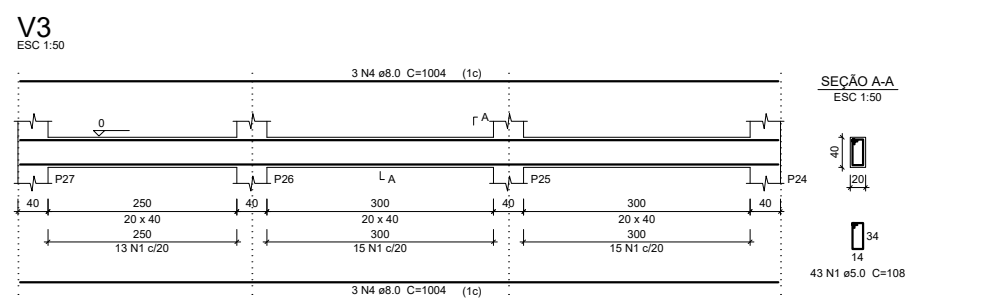 V3
ESC 1:50
3 N4 ø8.0 C=1004 (1c)
SEÇÃO A-A
ESC 1:50
A
0
40
20
P27
P26
A
P25
P24
40 250 40 300 40 300 40
20 x 40 20 x 40 20 x 40
250 300 300
13 N1 c/20 15 N1 c/20 15 N1 c/20
34
14
43 N1 ø5.0 C=108
3 N4 ø8.0 C=1004 (1c)